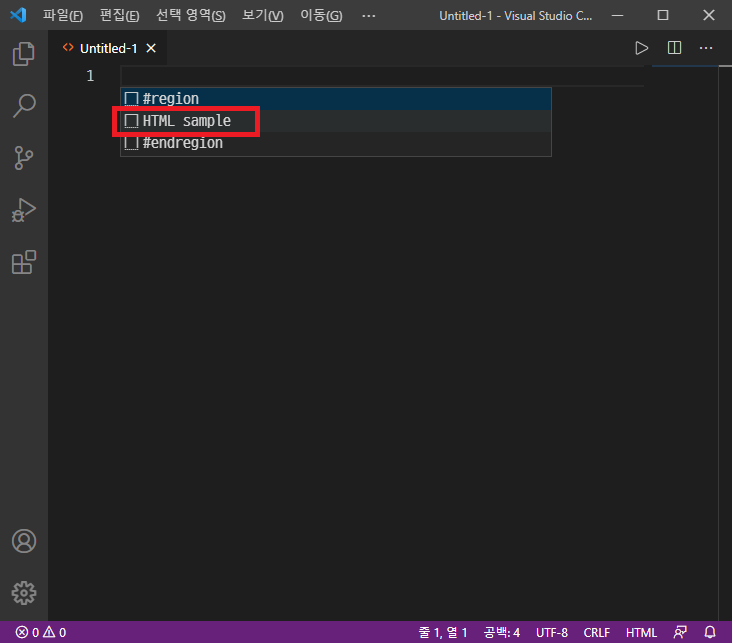 파일(F) 편집(E) 선택 영역(S) 보기(V) 이동(G) ··· Untitled-1 - Visual Studio C...
Untitled-1
1
#region
HTML sample
#endregion
0 0 줄 1, 열 1 공백: 4 UTF-8 CRLF HTML